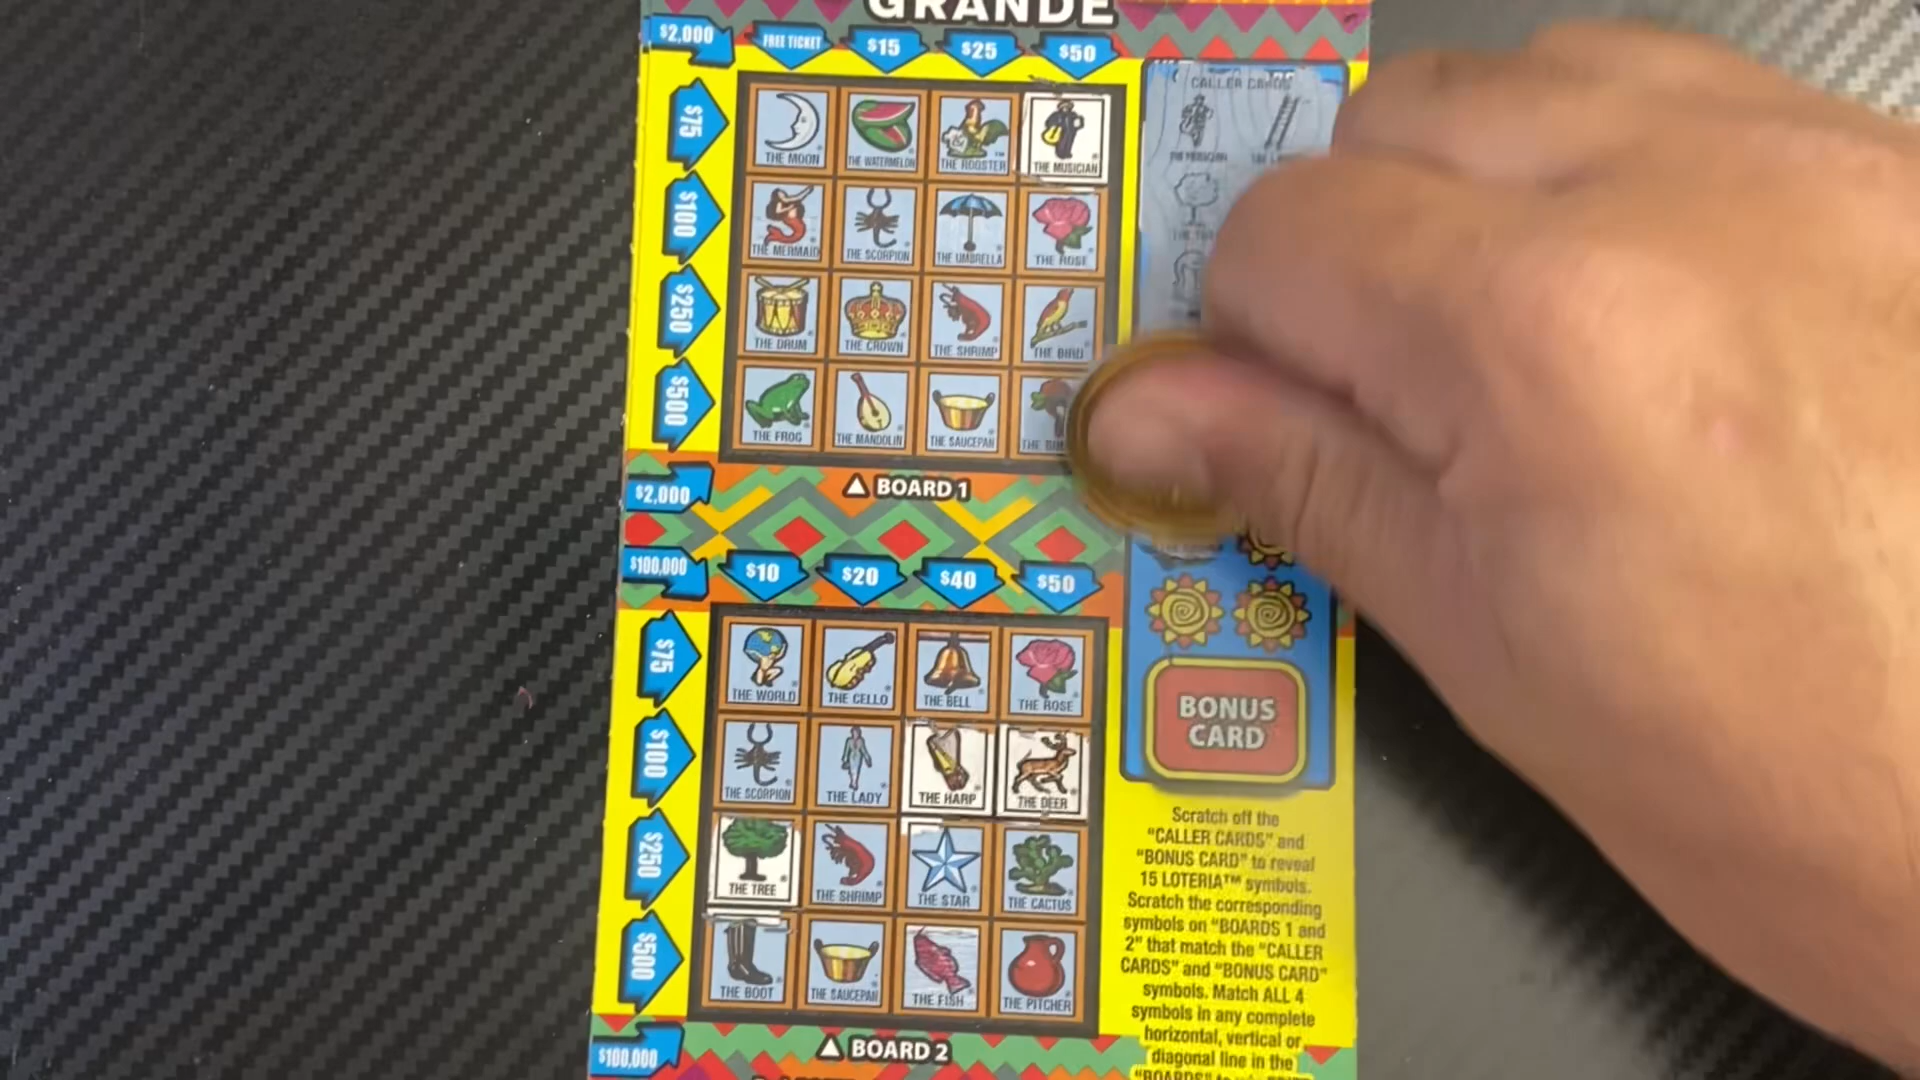 GRANDE
$2,000 FREE TICKET $15 $25 $50
$75
THE MOON THE WATERMELON THE ROOSTER THE MUSICIAN
$100
THE MERMAID THE SCORPION THE UMBRELLA THE ROSE
$250
THE DRUM THE CROWN THE SHRIMP THE BIRD
$500
THE FROG THE MANDOLIN THE SAUCEPAN THE
$2,000
▲ BOARD 1
CALLER CARDS
THE MUSICIAN
$100,000 $10 $20 $40 $50
$75
THE WORLD THE CELLO THE BELL THE ROSE
$100
THE SCORPION THE LADY THE HARP THE DEER
$250
THE TREE THE SHRIMP THE STAR THE CACTUS
$500
THE BOOT THE SAUCEPAN THE FISH THE PITCHER
$100,000
▲ BOARD 2
BONUS
CARD
Scratch off the
"CALLER CARDS" and
"BONUS CARD" to reveal
15 LOTERIA™ symbols.
Scratch the corresponding
symbols on "BOARDS 1 and
2" that match the "CALLER
CARDS" and "BONUS CARD"
symbols. Match ALL 4
symbols in any complete
horizontal, vertical or
diagonal line in the